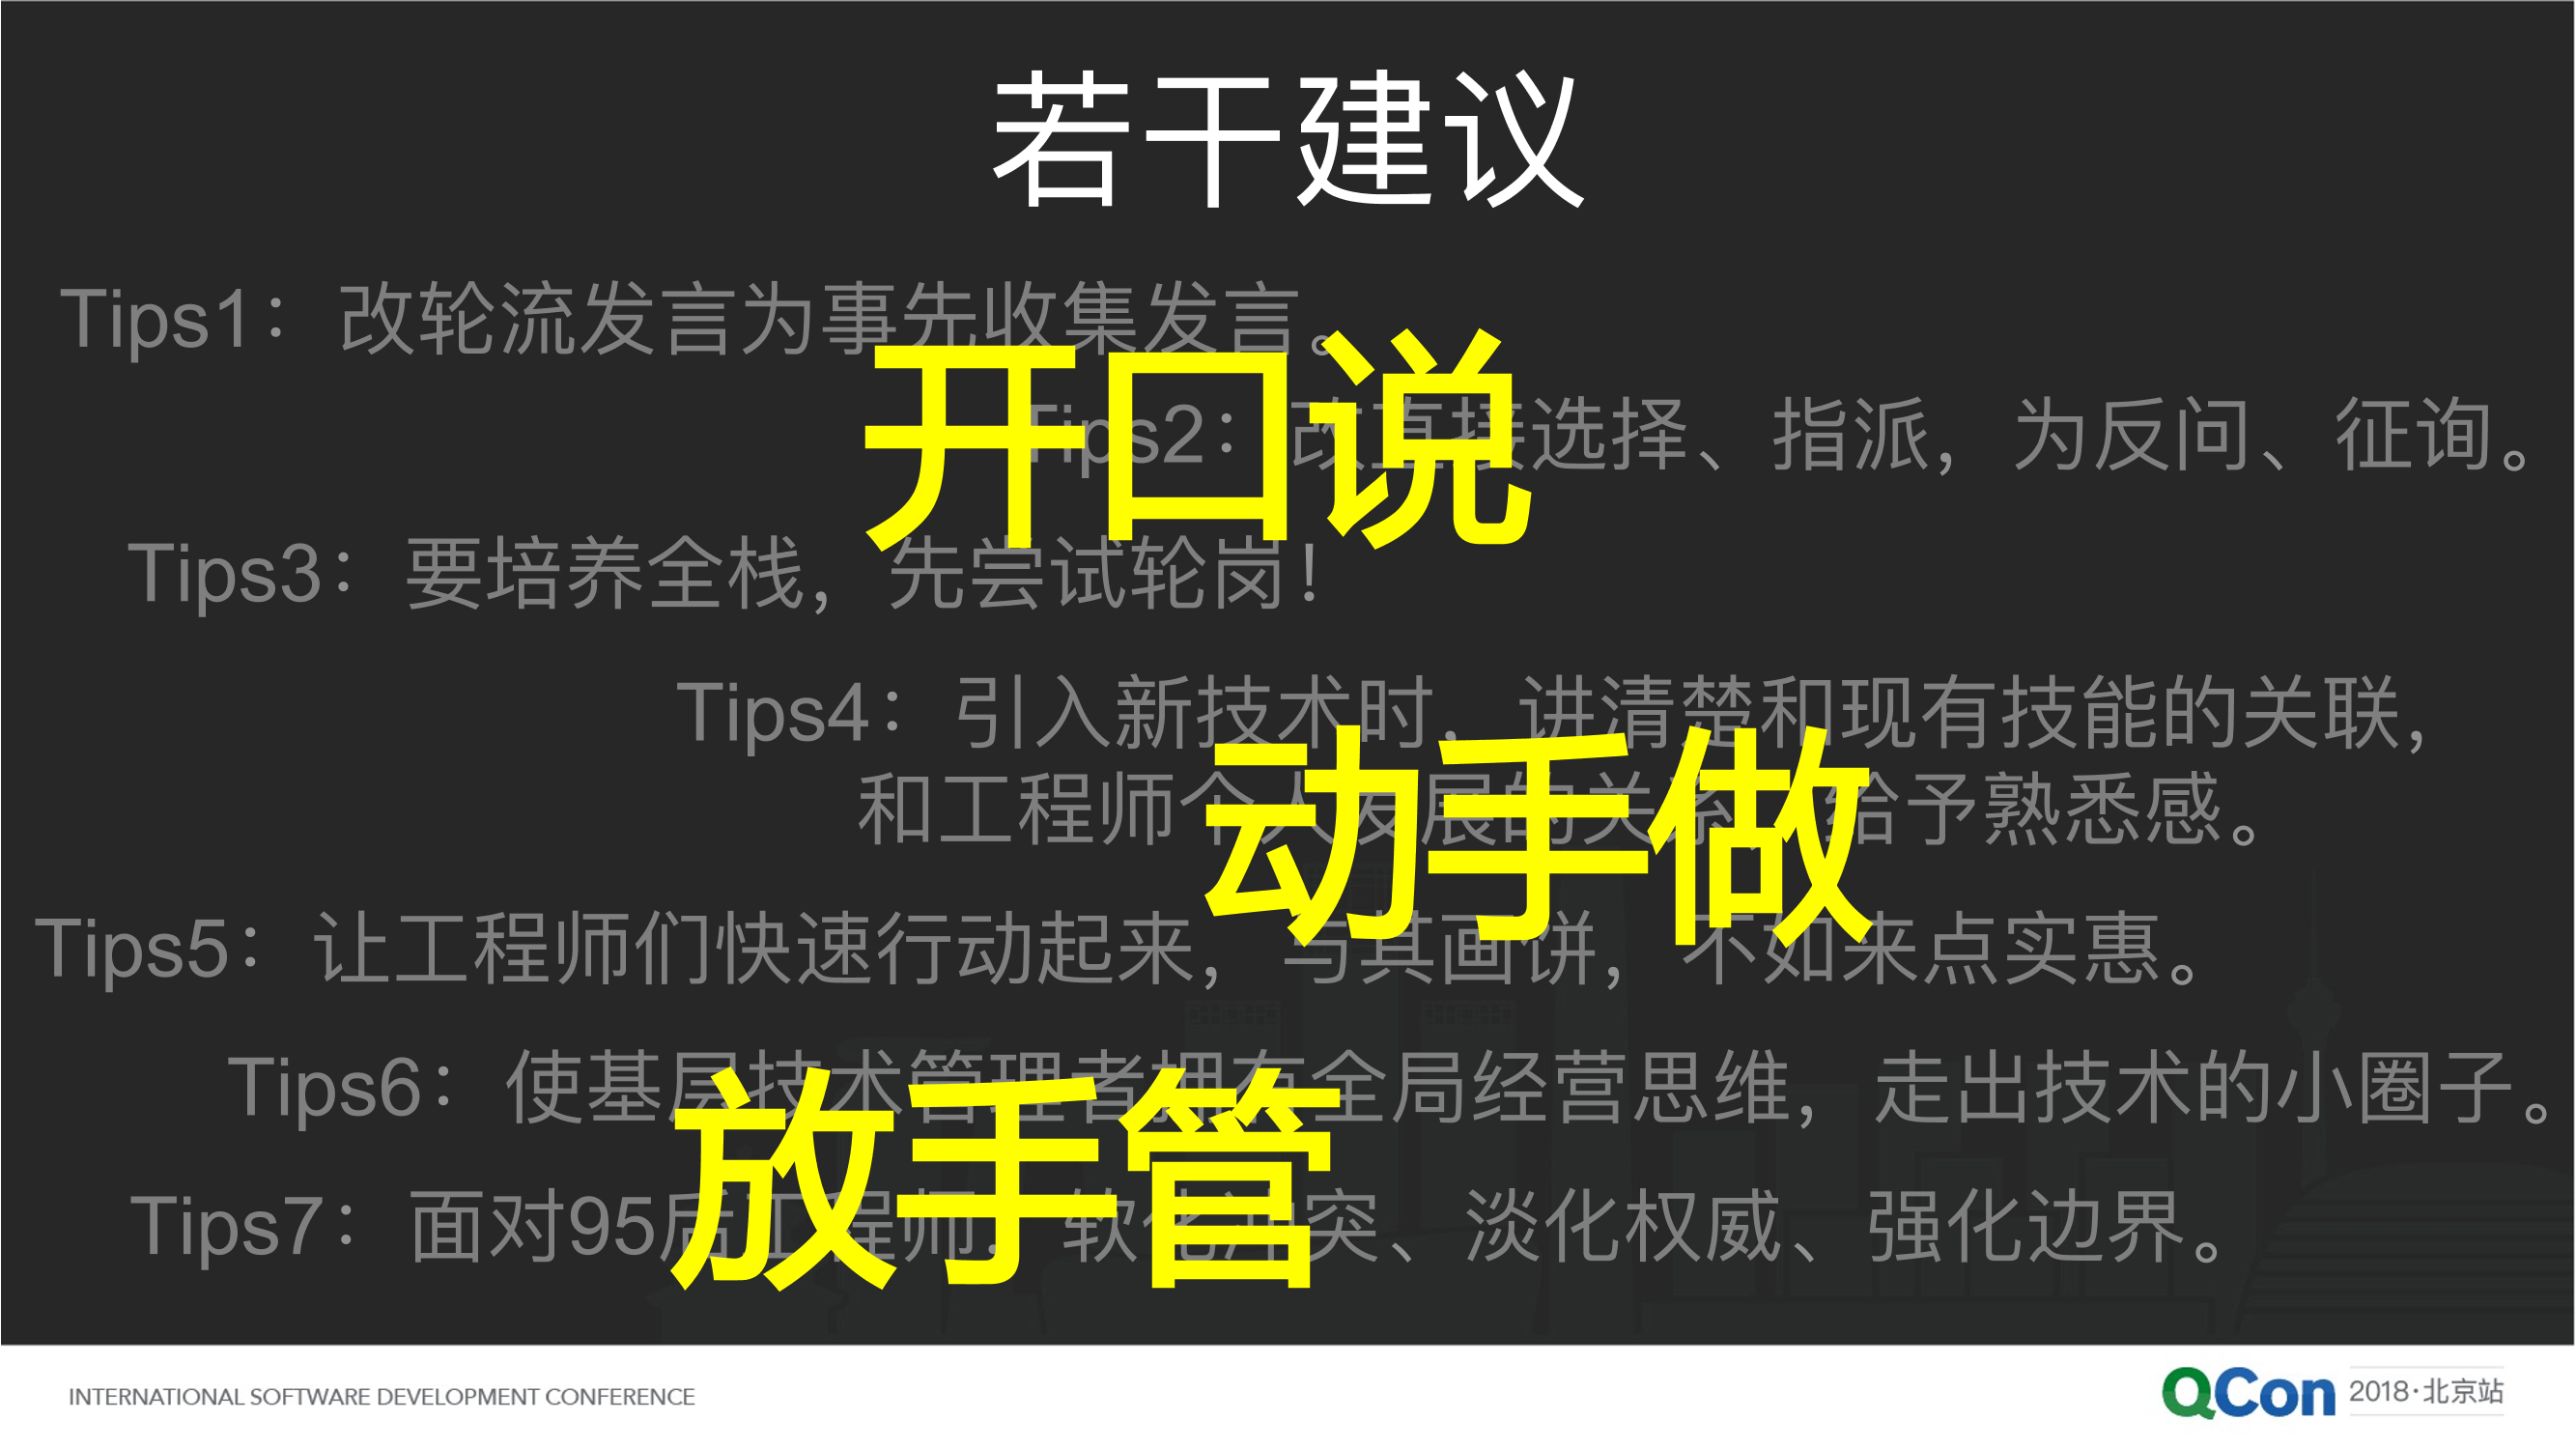 若干建议
Tips1：改轮流发言为事先收集发言。
开口说
Tips2：改直接选择、指派，为反问、征询。
Tips3：要培养全栈，先尝试轮岗！
Tips4：引入新技术时，讲清楚和现有技能的关联，
和工程师个人发展的关系，给予熟悉感。
动手做
Tips5：让工程师们快速行动起来，与其画饼，不如来点实惠。
Tips6：使基层技术管理者拥有全局经营思维，走出技术的小圈子。
放手管
Tips7：面对95后工程师，软化冲突、淡化权威、强化边界。
INTERNATIONAL SOFTWARE DEVELOPMENT CONFERENCE
QCon 2018·北京站